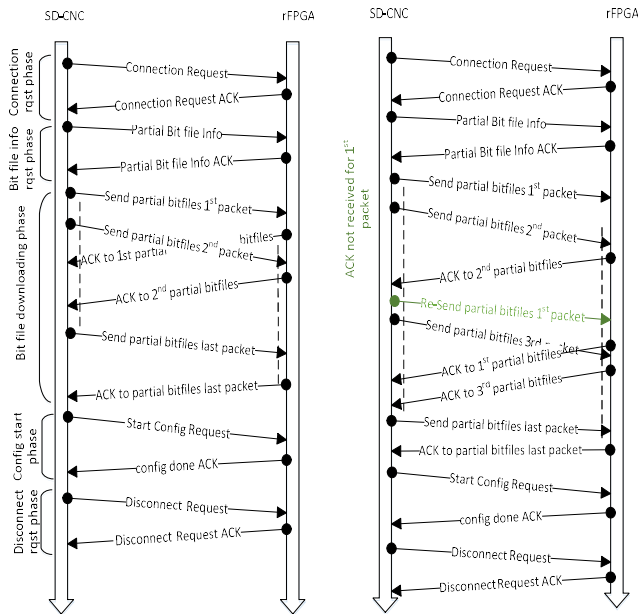 SD-CNC
rFPGA
Connection
rqst phase
Connection Request
Connection Request ACK
Bit file info
rqst phase
Partial Bit file Info
Partial Bit file Info ACK
Bit file downloading phase
Send partial bitfiles 1st packet
Send partial bitfiles 2nd packet
ACK to 1st partial bitfiles
ACK to 2nd partial bitfiles
Send partial bitfiles last packet
ACK to partial bitfiles last packet
Config start
phase
Start Config Request
config done ACK
Disconnect
rqst phase
Disconnect Request
Disconnect Request ACK
SD-CNC
rFPGA
Connection Request
Connection Request ACK
Partial Bit file Info
Partial Bit file Info ACK
ACK not received for 1st
packet
Send partial bitfiles 1st packet
Send partial bitfiles 2nd packet
ACK to 2nd partial bitfiles
Re-Send partial bitfiles 1st packet
Send partial bitfiles 3rd packet
ACK to 1st partial bitfiles
ACK to 3rd partial bitfiles
Send partial bitfiles last packet
ACK to partial bitfiles last packet
Start Config Request
config done ACK
Disconnect Request
Disconnect Request ACK